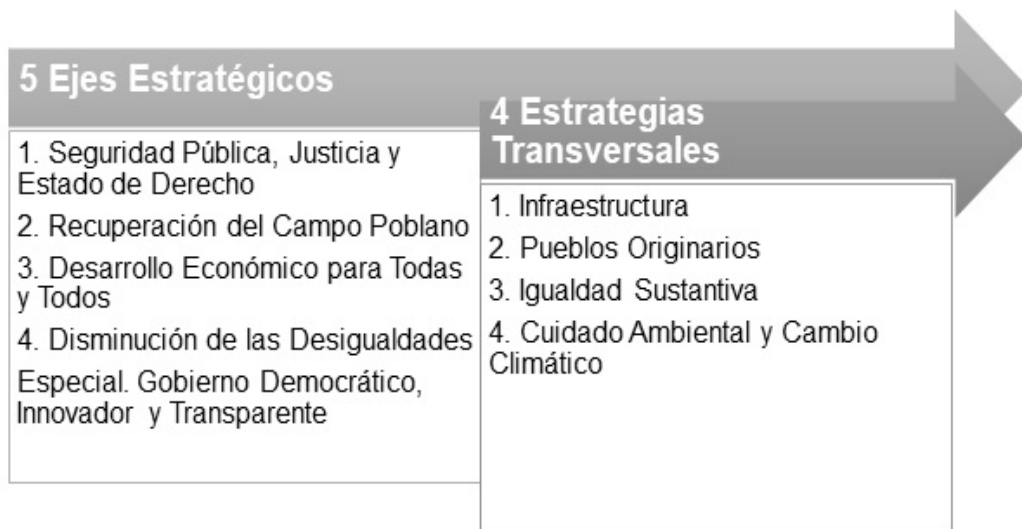 5 Ejes Estratégicos
1. Seguridad Pública, Justicia y
Estado de Derecho
2. Recuperación del Campo Poblano
3. Desarrollo Económico para Todas
y Todos
4. Disminución de las Desigualdades
Especial. Gobierno Democrático,
Innovador y Transparente
4 Estrategias
Transversales
1. Infraestructura
2. Pueblos Originarios
3. Igualdad Sustantiva
4. Cuidado Ambiental y Cambio
Climático